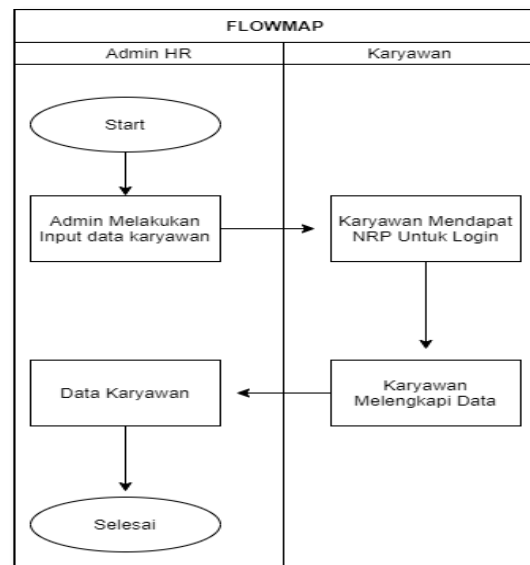 FLOWMAP
Admin HR
Karyawan
Start
Admin Melakukan
Input data karyawan
Karyawan Mendapat
NRP Untuk Login
Karyawan
Melengkapi Data
Data Karyawan
Selesai